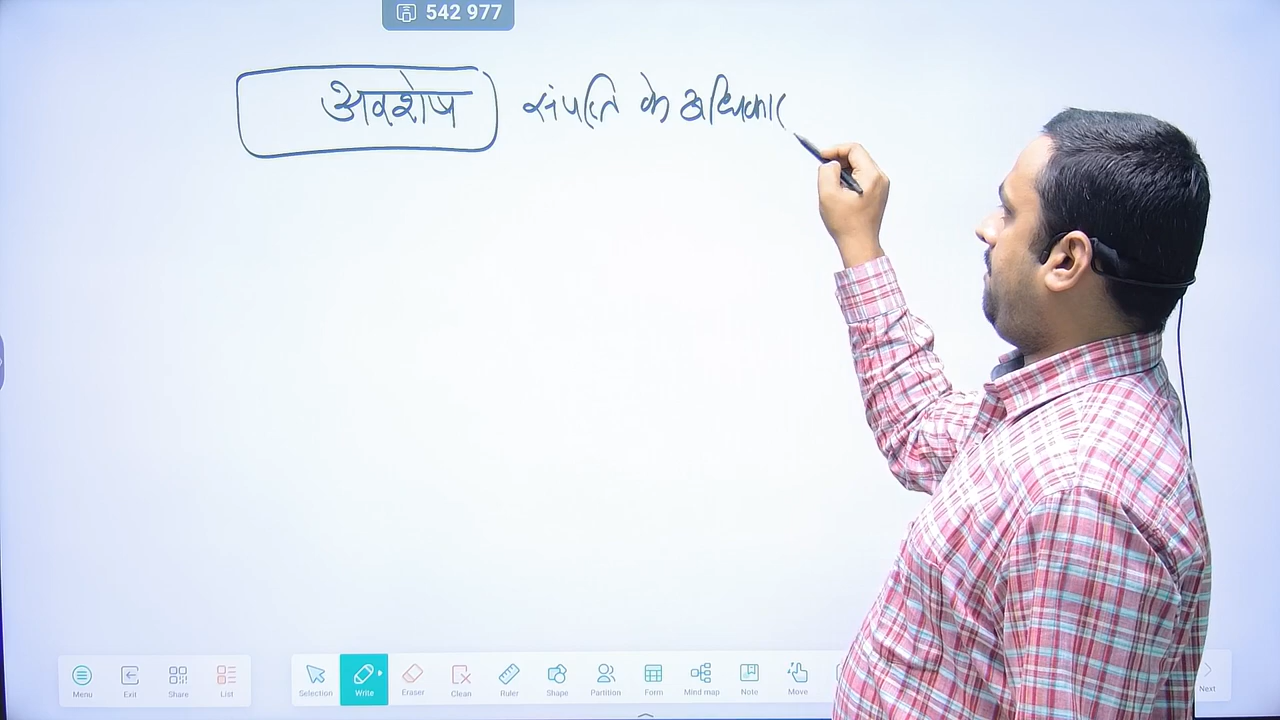 542 977
अवशेष संपत्ति के अधिकार
Menu Exit Share List Selection Write Eraser Clean Ruler Shape Partition Form Mind map Note Move Next